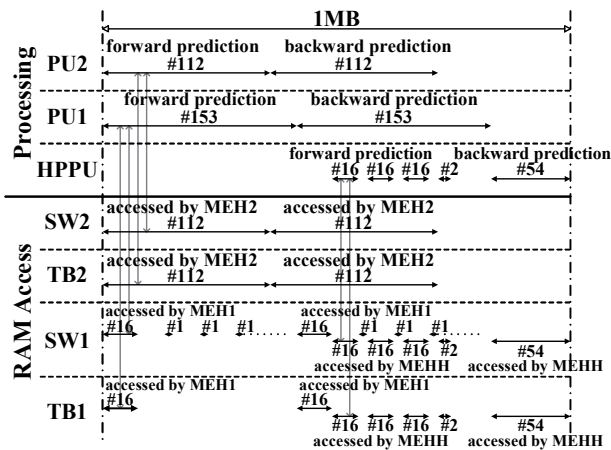 1MB
forward prediction backward prediction
PU2 #112 #112
forward prediction backward prediction
PU1 #153 #153
forward prediction backward prediction
HPPU #16 #16 #16 #2 #54
Processing
accessed by MEH2 accessed by MEH2
SW2 #112 #112
accessed by MEH2 accessed by MEH2
TB2 #112 #112
accessed by MEH1 accessed by MEH1
#16 #1 #1 #1 ...... #16 #1 #1 #1 ......
SW1 #16 #16 #16 #2 #54
accessed by MEHH accessed by MEHH
accessed by MEH1 accessed by MEH1
#16 #16
TB1 #16 #16 #16 #2 #54
accessed by MEHH accessed by MEHH
RAM Access